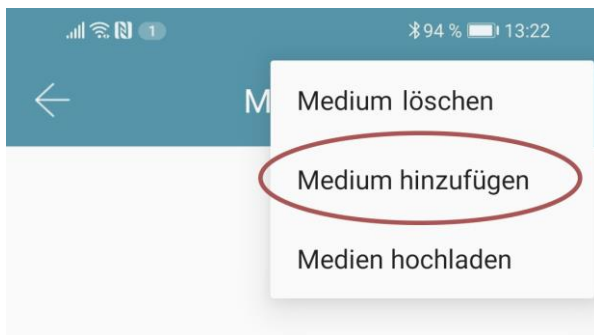 1 94 % 13:22
M
Medium löschen
Medium hinzufügen
Medien hochladen